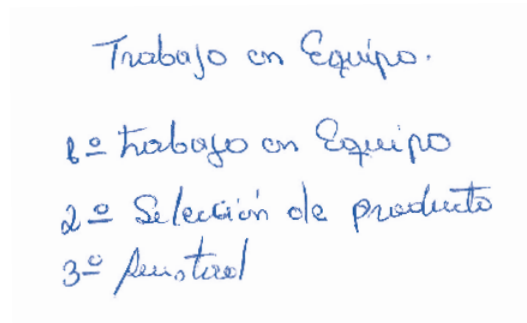 Trabajo en Equipo.
1º trabajo en Equipo
2º Selección de producto
3º